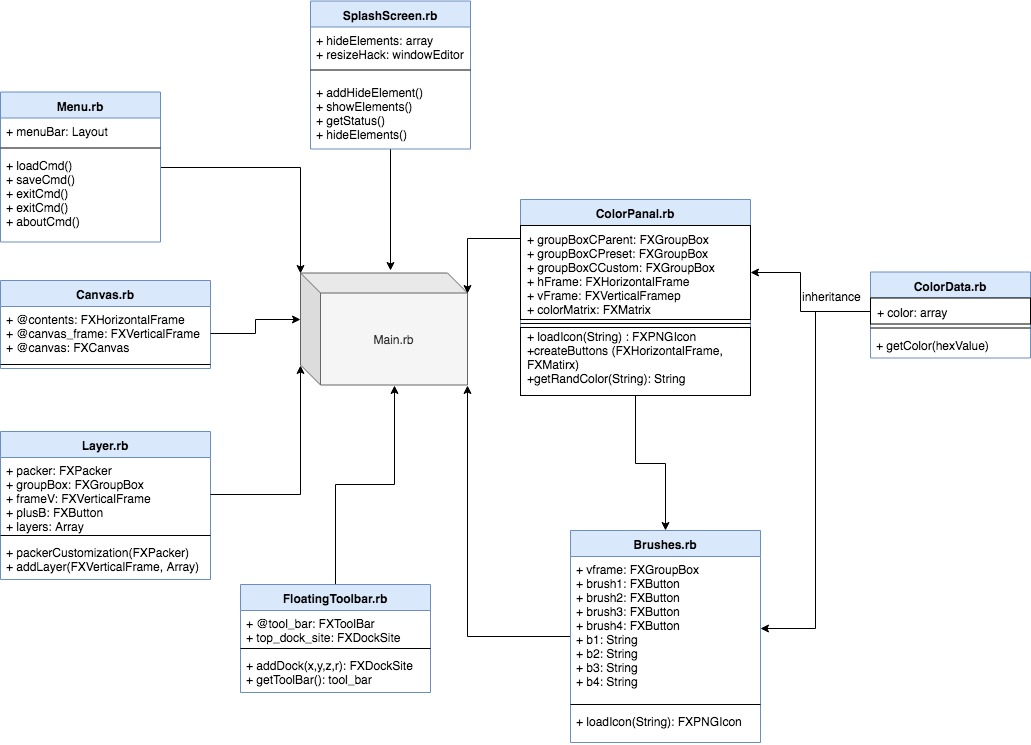 SplashScreen.rb
+ hideElements: array
+ resizeHack: windowEditor
+ addHideElement()
+ showElements()
+ getStatus()
+ hideElements()
Menu.rb
+ menuBar: Layout
+ loadCmd()
+ saveCmd()
+ exitCmd()
+ exitCmd()
+ aboutCmd()
ColorPanal.rb
+ groupBoxCParent: FXGroupBox
+ groupBoxCPreset: FXGroupBox
+ groupBoxCCustom: FXGroupBox
+ hFrame: FXHorizontalFrame
+ vFrame: FXVerticalFramep
+ colorMatrix: FXMatrix
+ loadIcon(String) : FXPNGIcon
+createButtons (FXHorizontalFrame,
FXMatirx)
+getRandColor(String): String
inheritance
ColorData.rb
+ color: array
+ getColor(hexValue)
Canvas.rb
+ @contents: FXHorizontalFrame
+ @canvas_frame: FXVerticalFrame
+ @canvas: FXCanvas
Main.rb
Layer.rb
+ packer: FXPacker
+ groupBox: FXGroupBox
+ frameV: FXVerticalFrame
+ plusB: FXButton
+ layers: Array
+ packerCustomization(FXPacker)
+ addLayer(FXVerticalFrame, Array)
FloatingToolbar.rb
+ @tool_bar: FXToolBar
+ top_dock_site: FXDockSite
+ addDock(x,y,z,r): FXDockSite
+ getToolBar(): tool_bar
Brushes.rb
+ vframe: FXGroupBox
+ brush1: FXButton
+ brush2: FXButton
+ brush3: FXButton
+ brush4: FXButton
+ b1: String
+ b2: String
+ b3: String
+ b4: String
+ loadIcon(String): FXPNGIcon